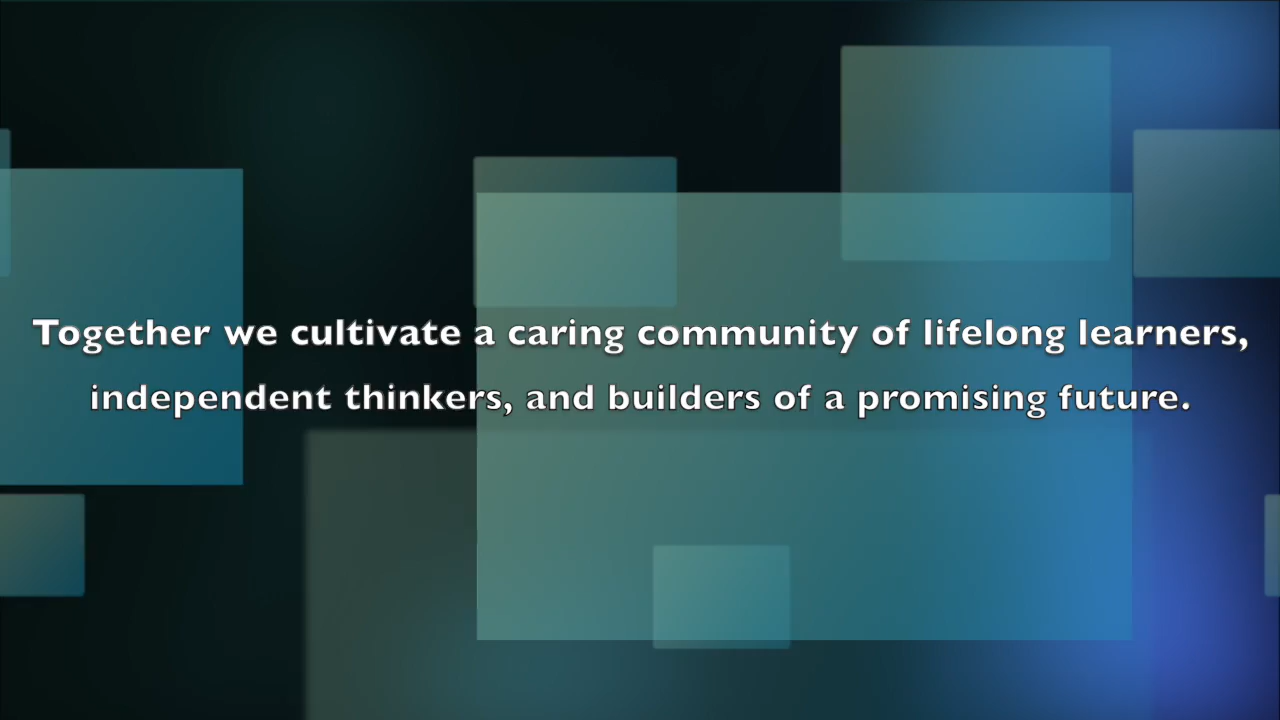 Together we cultivate a caring community of lifelong learners,
independent thinkers, and builders of a promising future.